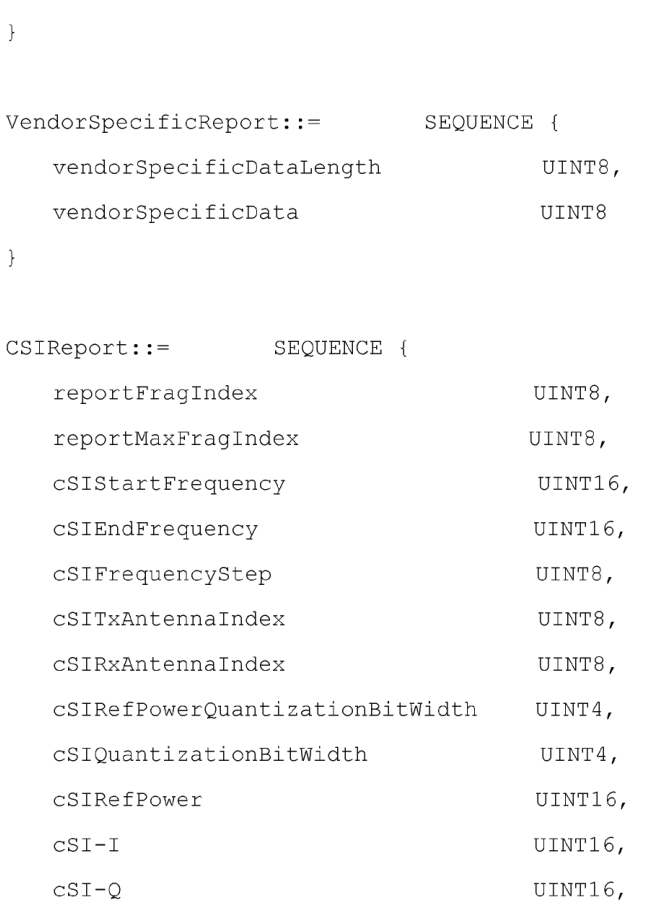 }
VendorSpecificReport::= SEQUENCE {
vendorSpecificDataLength UINT8,
vendorSpecificData UINT8
}
CSIReport::= SEQUENCE {
reportFragIndex UINT8,
reportMaxFragIndex UINT8,
cSIStartFrequency UINT16,
cSIEndFrequency UINT16,
cSIFrequencyStep UINT8,
cSITxAntennaIndex UINT8,
cSIRxAntennaIndex UINT8,
cSIRefPowerQuantizationBitWidth UINT4,
cSIQuantizationBitWidth UINT4,
cSIRefPower UINT16,
cSI-I UINT16,
cSI-Q UINT16,